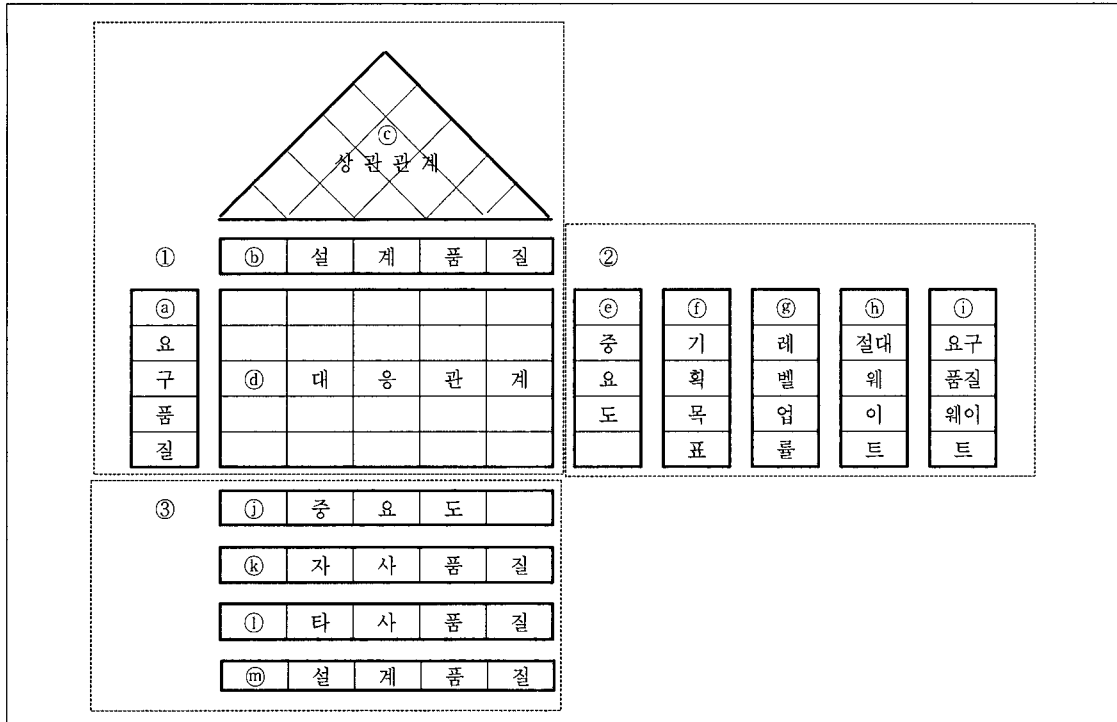 ⓒ
상 관 관 계
① ⓑ 설 계 품 질 ②
ⓐ 요 구 품 질
ⓓ 대 응 관 계
ⓔ 중 요 도
ⓕ 기 획 목 표
ⓖ 레 벨 업 률
ⓗ 절대 웨 이 트
ⓘ 요구 품질 웨이 트
③ ⓙ 중 요 도
ⓚ 자 사 품 질
ⓛ 타 사 품 질
ⓜ 설 계 품 질